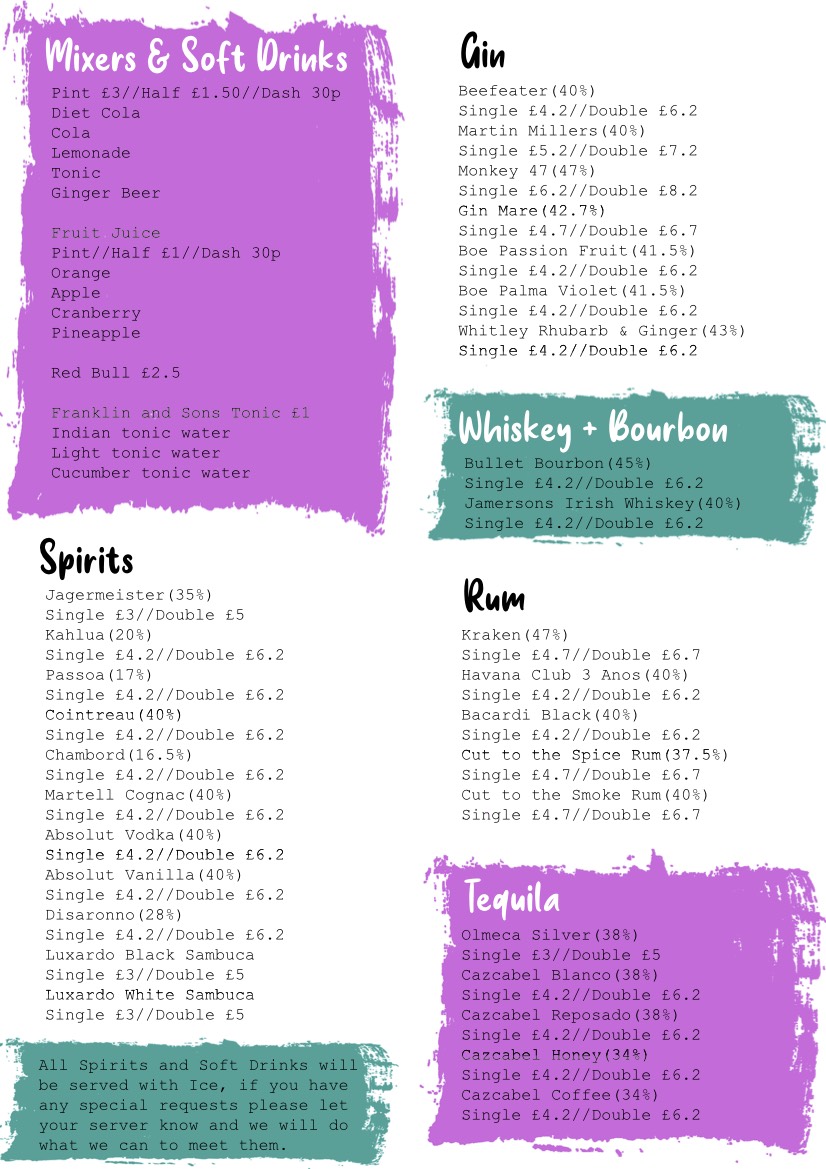 Mixers & Soft Drinks
Pint £3//Half £1.50//Dash 30p
Diet Cola
Cola
Lemonade
Tonic
Ginger Beer
Fruit Juice
Pint//Half £1//Dash 30p
Orange
Apple
Cranberry
Pineapple
Red Bull £2.5
Franklin and Sons Tonic £1
Indian tonic water
Light tonic water
Cucumber tonic water
Spirits
Jagermeister(35%)
Single £3//Double £5
Kahlua(20%)
Single £4.2//Double £6.2
Passoa(17%)
Single £4.2//Double £6.2
Cointreau(40%)
Single £4.2//Double £6.2
Chambord(16.5%)
Single £4.2//Double £6.2
Martell Cognac(40%)
Single £4.2//Double £6.2
Absolut Vodka(40%)
Single £4.2//Double £6.2
Absolut Vanilla(40%)
Single £4.2//Double £6.2
Disaronno(28%)
Single £4.2//Double £6.2
Luxardo Black Sambuca
Single £3//Double £5
Luxardo White Sambuca
Single £3//Double £5
All Spirits and Soft Drinks will
be served with Ice, if you have
any special requests please let
your server know and we will do
what we can to meet them.
Gin
Beefeater(40%)
Single £4.2//Double £6.2
Martin Millers(40%)
Single £5.2//Double £7.2
Monkey 47(47%)
Single £6.2//Double £8.2
Gin Mare(42.7%)
Single £4.7//Double £6.7
Boe Passion Fruit(41.5%)
Single £4.2//Double £6.2
Boe Palma Violet(41.5%)
Single £4.2//Double £6.2
Whitley Rhubarb & Ginger(43%)
Single £4.2//Double £6.2
Whiskey + Bourbon
Bullet Bourbon(45%)
Single £4.2//Double £6.2
Jamersons Irish Whiskey(40%)
Single £4.2//Double £6.2
Rum
Kraken(47%)
Single £4.7//Double £6.7
Havana Club 3 Anos(40%)
Single £4.2//Double £6.2
Bacardi Black(40%)
Single £4.2//Double £6.2
Cut to the Spice Rum(37.5%)
Single £4.7//Double £6.7
Cut to the Smoke Rum(40%)
Single £4.7//Double £6.7
Tequila
Olmeca Silver(38%)
Single £3//Double £5
Cazcabel Blanco(38%)
Single £4.2//Double £6.2
Cazcabel Reposado(38%)
Single £4.2//Double £6.2
Cazcabel Honey(34%)
Single £4.2//Double £6.2
Cazcabel Coffee(34%)
Single £4.2//Double £6.2